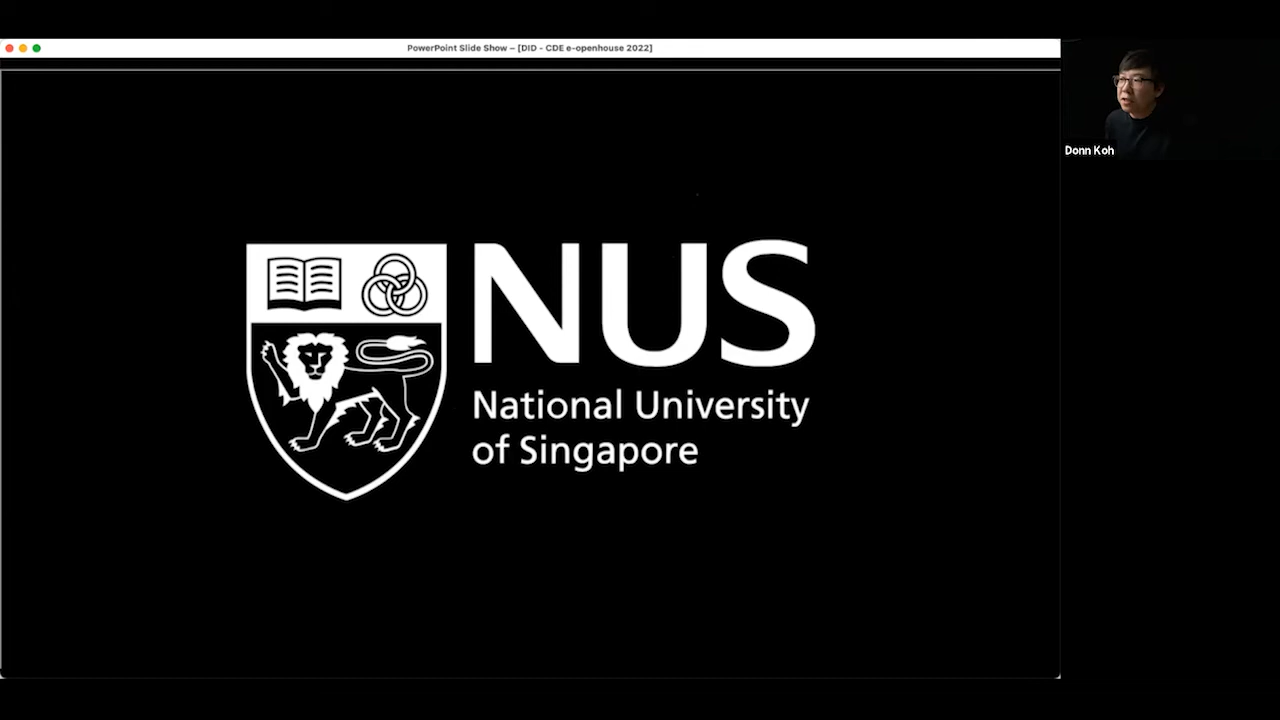 PowerPoint Slide Show – [DID - CDE e-openhouse 2022]
NUS
National University
of Singapore
Donn Koh